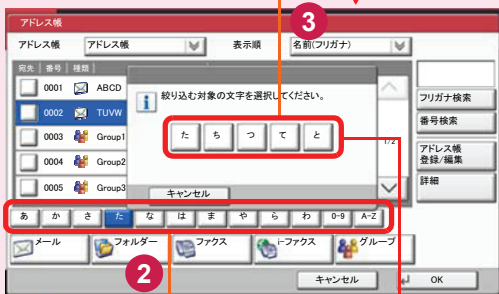 3
アドレス帳
アドレス帳 アドレス帳 表示順 名前(フリガナ)
宛先 番号 種類
0001 ABCD
0002 TUVW
0003 Group1
0004 Group2
0005 Group3
i 絞り込む対象の文字を選択してください。
た ち つ て と
キャンセル
1/2
フリガナ検索
番号検索
アドレス帳
登録/編集
詳細
あ か さ た な は ま や ら わ 0-9 A-Z
メール フォルダー ファクス i-ファクス グループ
2
キャンセル OK